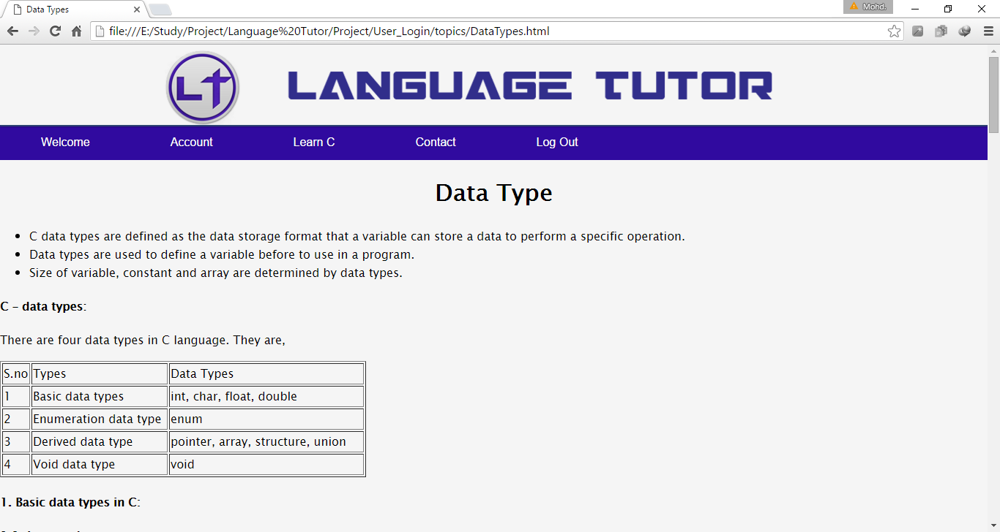 Data Types
Mohd.
file:///E:/Study/Project/Language%20Tutor/Project/User_Login/topics/DataTypes.html
LT LANGUAGE TUTOR
Welcome Account Learn C Contact Log Out
Data Type
• C data types are defined as the data storage format that a variable can store a data to perform a specific operation.
• Data types are used to define a variable before to use in a program.
• Size of variable, constant and array are determined by data types.
C – data types:
There are four data types in C language. They are,
S.no Types Data Types
1 Basic data types int, char, float, double
2 Enumeration data type enum
3 Derived data type pointer, array, structure, union
4 Void data type void
1. Basic data types in C: